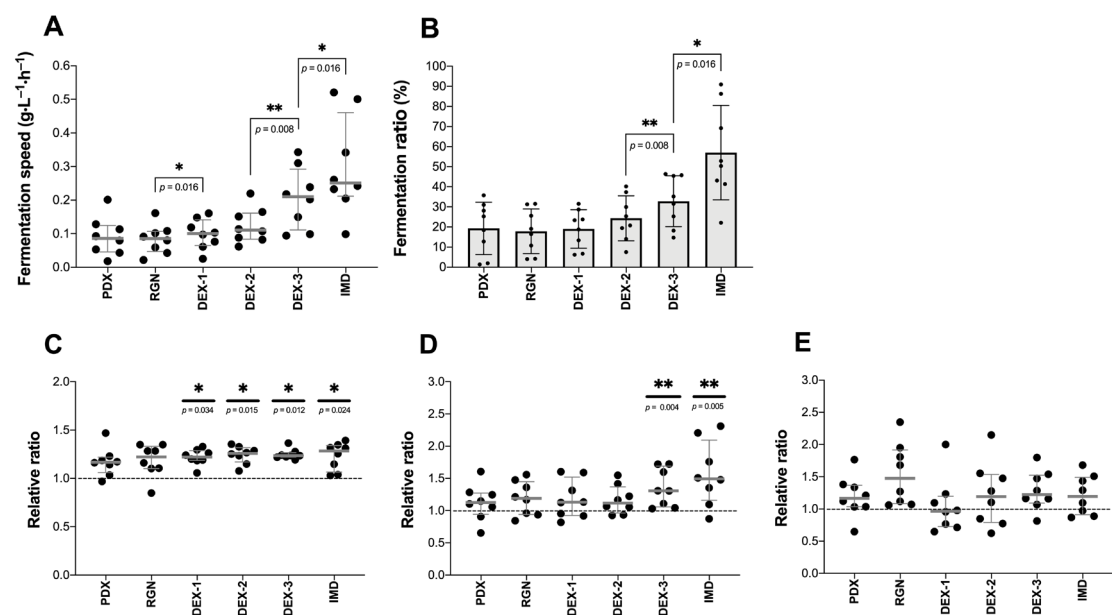 A
Fermentation speed (g·L⁻¹·h⁻¹)
0.6
0.5
0.4
0.3
0.2
0.1
0.0
*
p = 0.016
**
p = 0.008
*
p = 0.016
PDX
RGN
DEX-1
DEX-2
DEX-3
IMD
B
Fermentation ratio (%)
100
90
80
70
60
50
40
30
20
10
0
**
p = 0.008
*
p = 0.016
PDX
RGN
DEX-1
DEX-2
DEX-3
IMD
C
Relative ratio
2.0
1.5
1.0
0.5
0.0
* * * *
p = 0.034 p = 0.015 p = 0.012 p = 0.024
PDX
RGN
DEX-1
DEX-2
DEX-3
IMD
D
Relative ratio
3.0
2.5
2.0
1.5
1.0
0.5
0.0
** **
p = 0.004 p = 0.005
PDX
RGN
DEX-1
DEX-2
DEX-3
IMD
E
Relative ratio
3.0
2.5
2.0
1.5
1.0
0.5
0.0
PDX
RGN
DEX-1
DEX-2
DEX-3
IMD